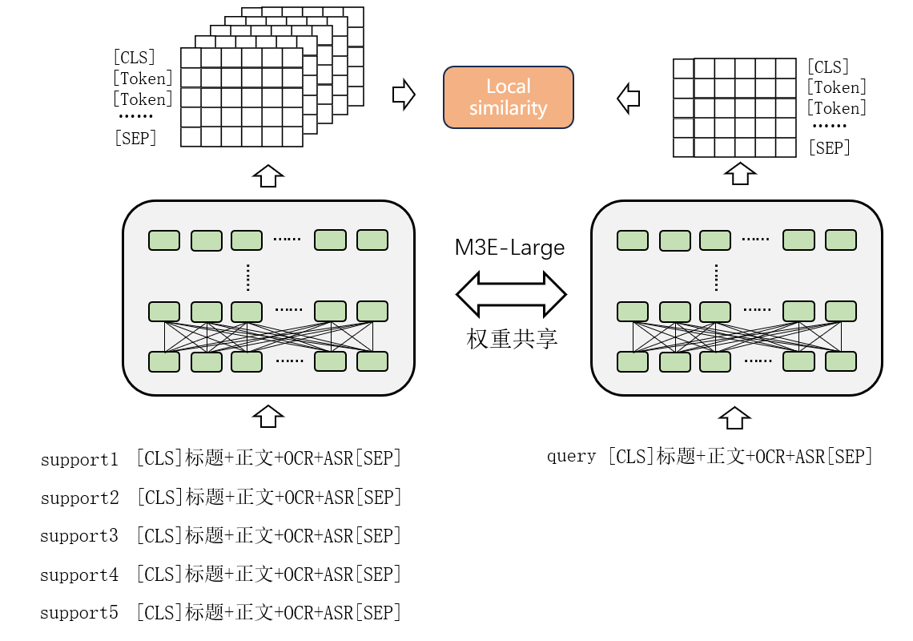 [CLS]
[Token]
[Token]
······
[SEP]
Local
similarity
[CLS]
[Token]
[Token]
······
[SEP]
······
······
······
M3E-Large
权重共享
······
······
······
support1 [CLS]标题+正文+OCR+ASR[SEP]
support2 [CLS]标题+正文+OCR+ASR[SEP]
support3 [CLS]标题+正文+OCR+ASR[SEP]
support4 [CLS]标题+正文+OCR+ASR[SEP]
support5 [CLS]标题+正文+OCR+ASR[SEP]
query [CLS]标题+正文+OCR+ASR[SEP]